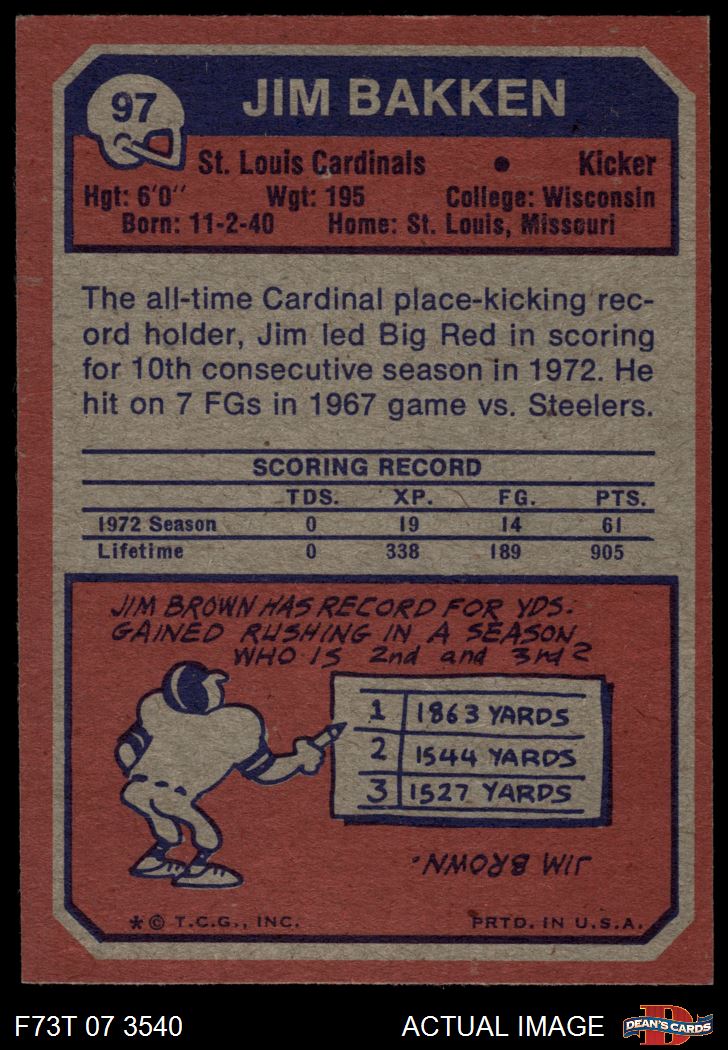 97
JIM BAKKEN
St. Louis Cardinals • Kicker
Hgt: 6'0'' Wgt: 195 College: Wisconsin
Born: 11-2-40 Home: St. Louis, Missouri
The all-time Cardinal place-kicking rec-
ord holder, Jim led Big Red in scoring
for 10th consecutive season in 1972. He
hit on 7 FGs in 1967 game vs. Steelers.
SCORING RECORD
TDS. XP. FG. PTS.
1972 Season 0 19 14 61
Lifetime 0 338 189 905
JIM BROWN HAS RECORD FOR YDS.
GAINED RUSHING IN A SEASON.
WHO IS 2nd and 3rd?
1 1863 YARDS
2 1544 YARDS
3 1527 YARDS
JIM BROWN.
* © T.C.G., INC. PRTD. IN U.S.A.
F73T 07 3540 ACTUAL IMAGE D DEAN'S CARDS